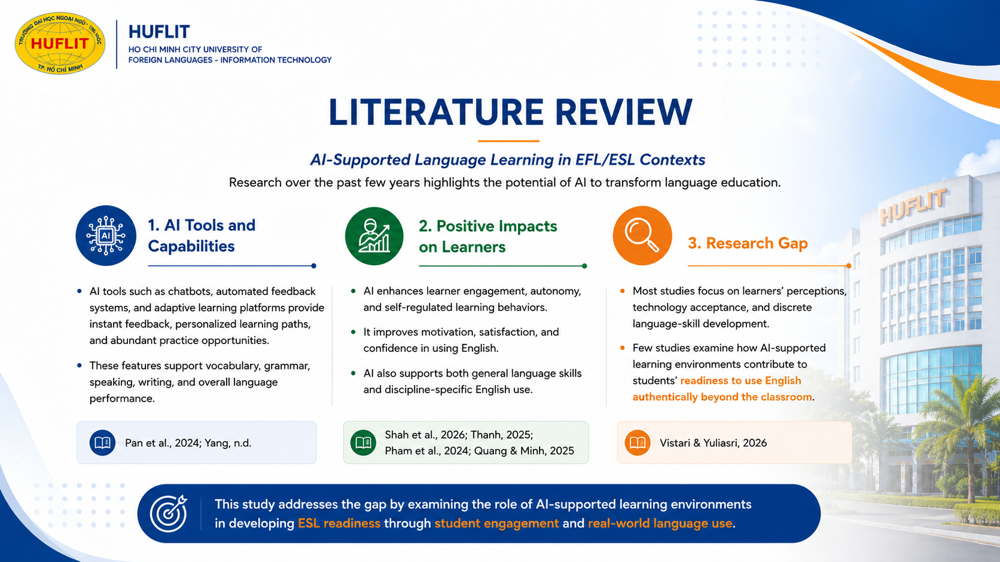 TRƯỜNG ĐẠI HỌC NGOẠI NGỮ - TIN HỌC
HUFLIT
TP. HỒ CHÍ MINH
HUFLIT
HO CHI MINH CITY UNIVERSITY OF
FOREIGN LANGUAGES - INFORMATION TECHNOLOGY
LITERATURE REVIEW
AI-Supported Language Learning in EFL/ESL Contexts
Research over the past few years highlights the potential of AI to transform language education.
HUFLIT
AI
1. AI Tools and
Capabilities
AI tools such as chatbots, automated feedback
systems, and adaptive learning platforms provide
instant feedback, personalized learning paths,
and abundant practice opportunities.
These features support vocabulary, grammar,
speaking, writing, and overall language
performance.
Pan et al., 2024; Yang, n.d.
2. Positive Impacts
on Learners
AI enhances learner engagement, autonomy,
and self-regulated learning behaviors.
It improves motivation, satisfaction, and
confidence in using English.
AI also supports both general language skills
and discipline-specific English use.
Shah et al., 2026; Thanh, 2025;
Pham et al., 2024; Quang & Minh, 2025
3. Research Gap
Most studies focus on learners' perceptions,
technology acceptance, and discrete
language-skill development.
Few studies examine how AI-supported
learning environments contribute to
students' readiness to use English
authentically beyond the classroom.
Vistari & Yuliasri, 2026
This study addresses the gap by examining the role of AI-supported learning environments
in developing ESL readiness through student engagement and real-world language use.